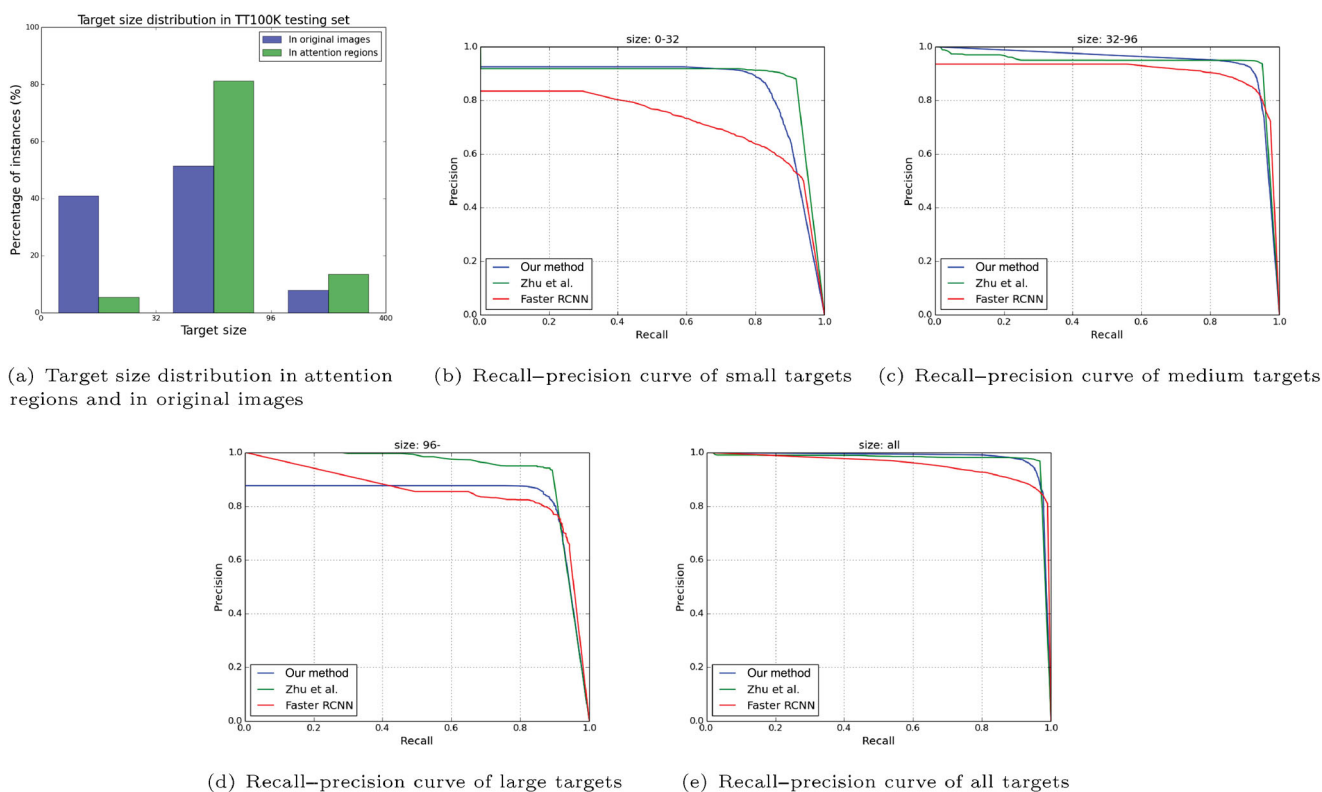 Target size distribution in TT100K testing set
In original images
In attention regions
Percentage of instances (%)
100
80
60
40
20
0
0 32 96 400
Target size
(a) Target size distribution in attention
regions and in original images
size: 0-32
Precision
1.0
0.8
0.6
0.4
0.2
0.0
Our method
Zhu et al.
Faster RCNN
0.0 0.2 0.4 0.6 0.8 1.0
Recall
(b) Recall–precision curve of small targets
size: 32-96
Precision
1.0
0.8
0.6
0.4
0.2
0.0
Our method
Zhu et al.
Faster RCNN
0.0 0.2 0.4 0.6 0.8 1.0
Recall
(c) Recall–precision curve of medium targets
size: 96-
Precision
1.0
0.8
0.6
0.4
0.2
0.0
Our method
Zhu et al.
Faster RCNN
0.0 0.2 0.4 0.6 0.8 1.0
Recall
(d) Recall–precision curve of large targets
size: all
Precision
1.0
0.8
0.6
0.4
0.2
0.0
Our method
Zhu et al.
Faster RCNN
0.0 0.2 0.4 0.6 0.8 1.0
Recall
(e) Recall–precision curve of all targets